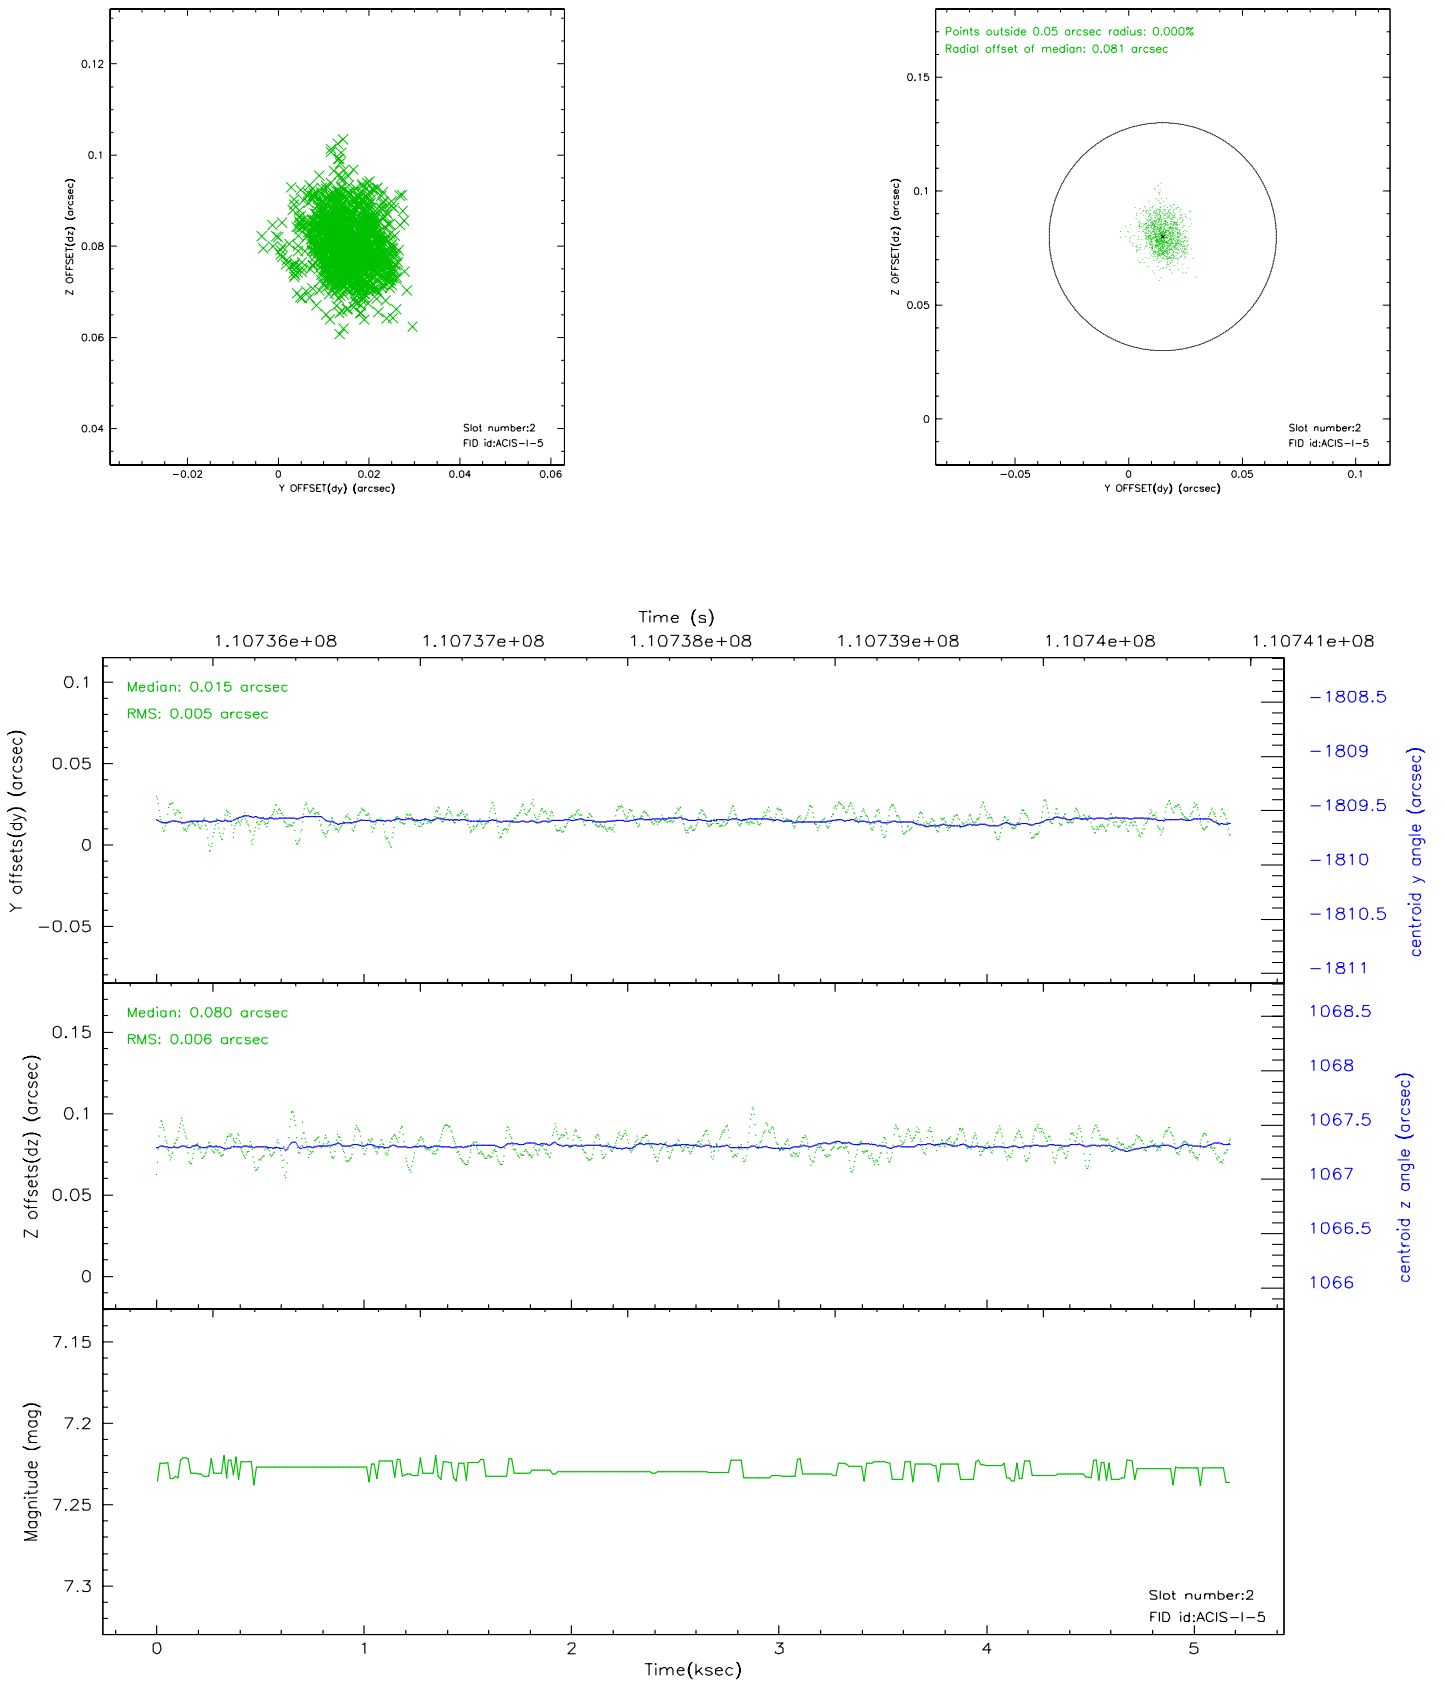 0.12
0.1
0.08
0.06
0.04
Z OFFSET(dz) (arcsec)
Slot number:2
FID id:ACIS-I-5
-0.02 0 0.02 0.04 0.06
Y OFFSET(dy) (arcsec)
Points outside 0.05 arcsec radius: 0.000%
Radial offset of median: 0.081 arcsec
0.15
0.1
0.05
0
Z OFFSET(dz) (arcsec)
Slot number:2
FID id:ACIS-I-5
-0.05 0 0.05 0.1
Y OFFSET(dy) (arcsec)
Time (s)
1.10736e+08 1.10737e+08 1.10738e+08 1.10739e+08 1.1074e+08 1.10741e+08
Median: 0.015 arcsec
RMS: 0.005 arcsec
0.1
0.05
0
-0.05
Y offsets(dy) (arcsec)
-1808.5
-1809
-1809.5
-1810
-1810.5
-1811
centroid y angle (arcsec)
Median: 0.080 arcsec
RMS: 0.006 arcsec
0.15
0.1
0.05
0
Z offsets(dz) (arcsec)
1068.5
1068
1067.5
1067
1066.5
1066
centroid z angle (arcsec)
7.15
7.2
7.25
7.3
Magnitude (mag)
Slot number:2
FID id:ACIS-I-5
0 1 2 3 4 5
Time(ksec)